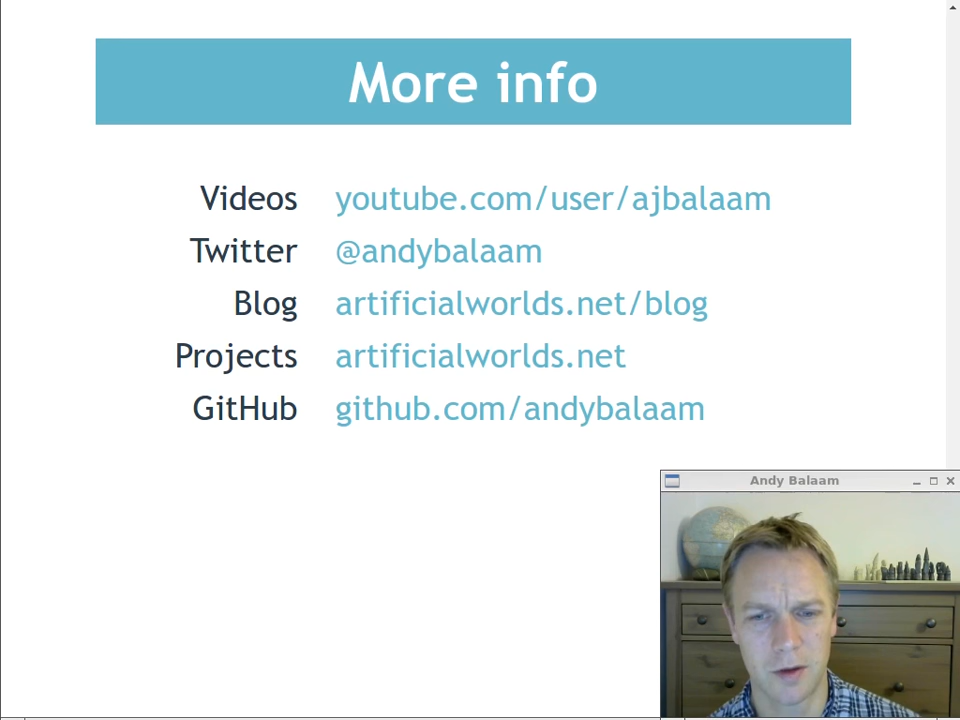 More info
Videos youtube.com/user/ajbalaam
Twitter @andybalaam
Blog artificialworlds.net/blog
Projects artificialworlds.net
GitHub github.com/andybalaam
Andy Balaam